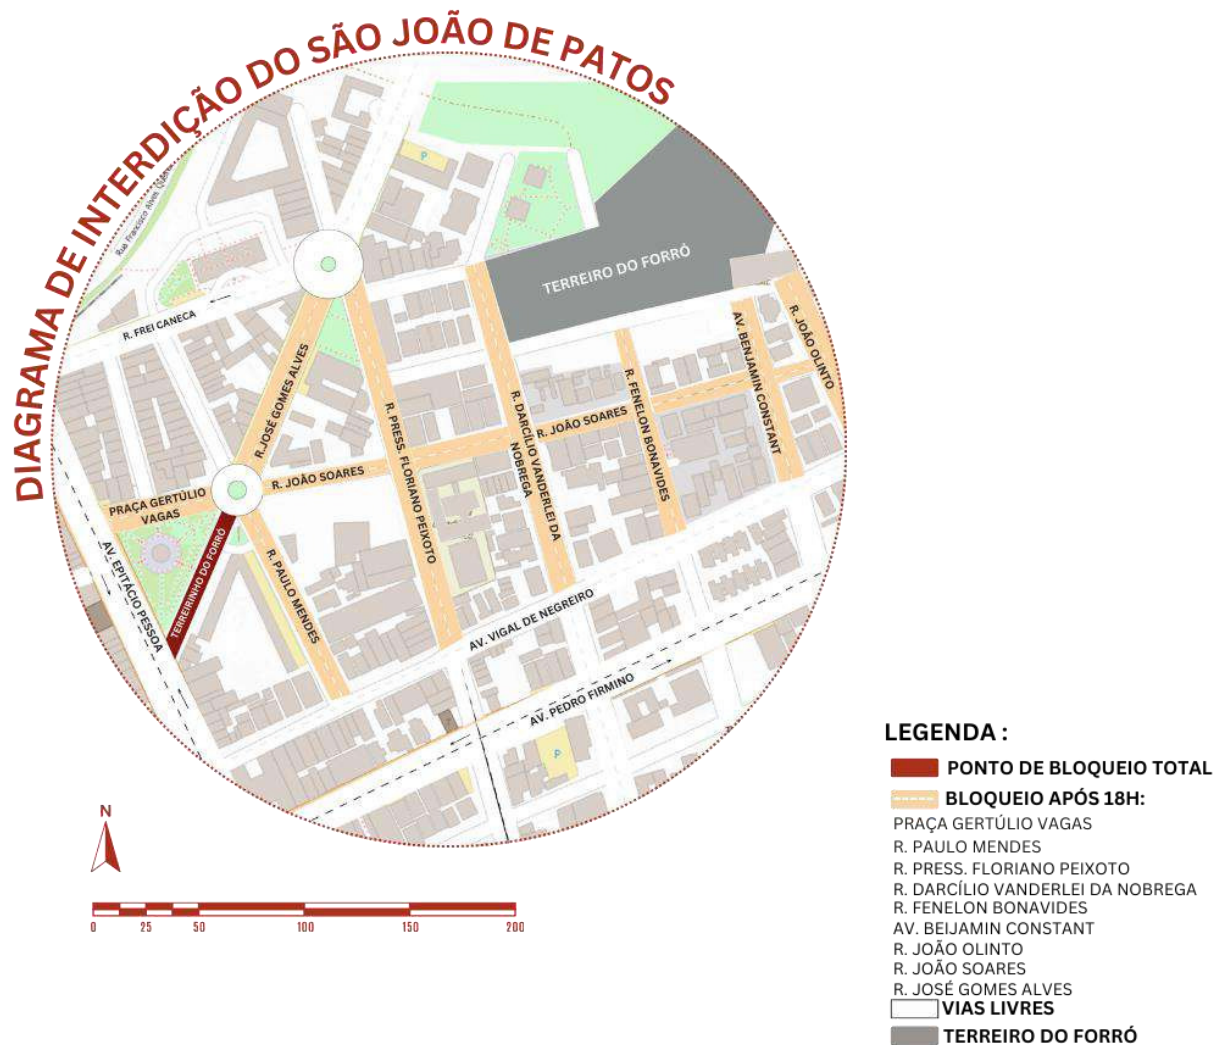 DIAGRAMA DE INTERDIÇÃO DO SÃO JOÃO DE PATOS
P
TERREIRO DO FORRÓ
R. FREI CANECA
R.JOSÉ GOMES ALVES
R. PRESS. FLORIANO PEIXOTO
R. DARCÍLIO VANDERLEI DA
NOBREGA
R. JOÃO SOARES
R. FENELON BONAVIDES
AV. BENJAMIN CONSTANT
R. JOÃO OLINTO
R. JOÃO SOARES
PRAÇA GERTÚLIO
VAGAS
TERREIRINHO DO FORRÓ
R. PAULO MENDES
AV. EPITÁCIO PESSOA
AV. VIGAL DE NEGREIRO
AV. PEDRO FIRMINO
P
N
0 25 50 100 150 200
LEGENDA :
PONTO DE BLOQUEIO TOTAL
BLOQUEIO APÓS 18H:
PRAÇA GERTÚLIO VAGAS
R. PAULO MENDES
R. PRESS. FLORIANO PEIXOTO
R. DARCÍLIO VANDERLEI DA NOBREGA
R. FENELON BONAVIDES
AV. BEIJAMIN CONSTANT
R. JOÃO OLINTO
R. JOÃO SOARES
R. JOSÉ GOMES ALVES
VIAS LIVRES
TERREIRO DO FORRÓ
Rua Francisco Alves